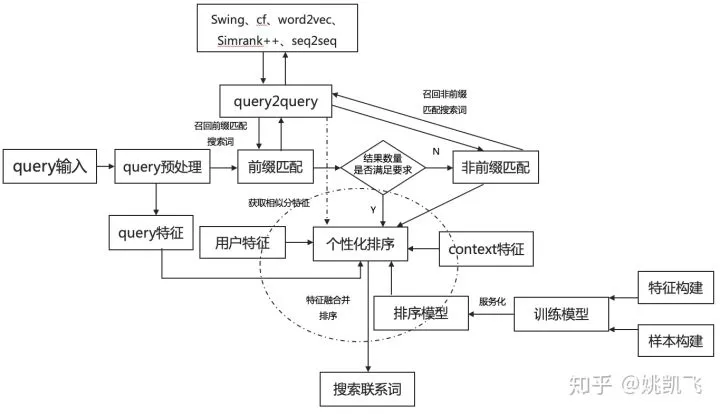 Swing、cf、word2vec、
Simrank++、seq2seq
query2query
召回非前缀
匹配搜索词
召回前缀匹配
搜索词
结果数量
是否满足要求
N
query输入
query预处理
前缀匹配
非前缀匹配
获取相似分特征
Y
query特征
用户特征
个性化排序
context特征
特征融合并
排序
排序模型
服务化
训练模型
特征构建
样本构建
搜索联系词
知乎 @姚凯飞